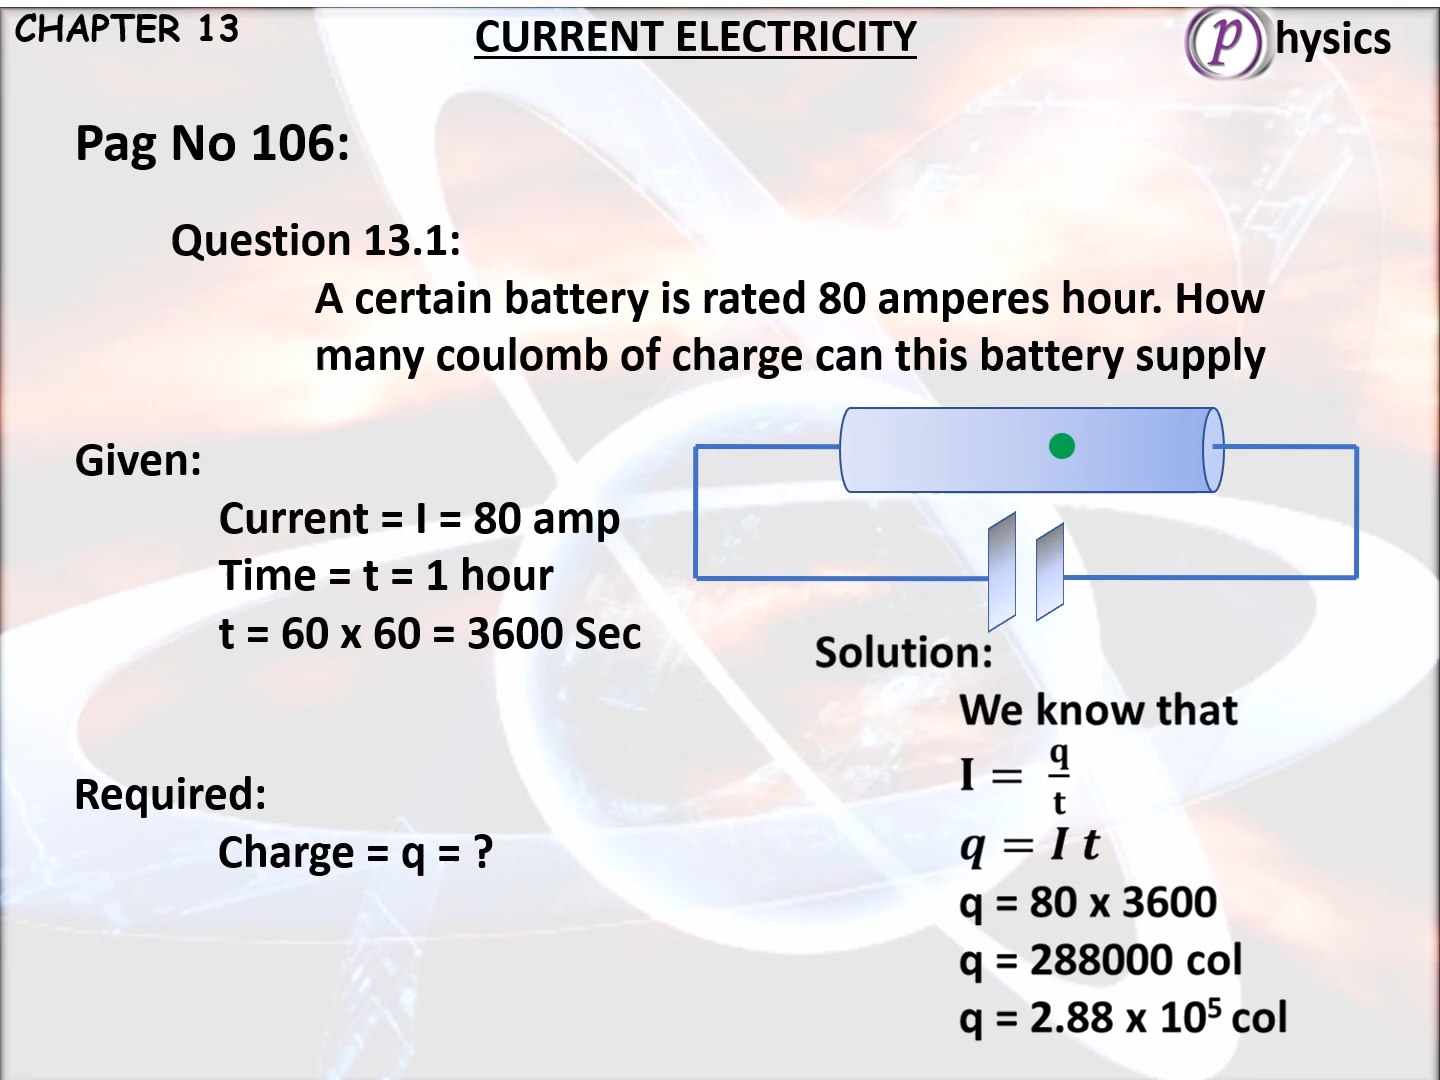 CHAPTER 13
CURRENT ELECTRICITY
Physics
Pag No 106:
Question 13.1:
A certain battery is rated 80 amperes hour. How
many coulomb of charge can this battery supply
Given:
Current = I = 80 amp
Time = t = 1 hour
t = 60 x 60 = 3600 Sec
Required:
Charge = q = ?
Solution:
We know that
I = q/t
q = I t
q = 80 x 3600
q = 288000 col
q = 2.88 x 10⁵ col